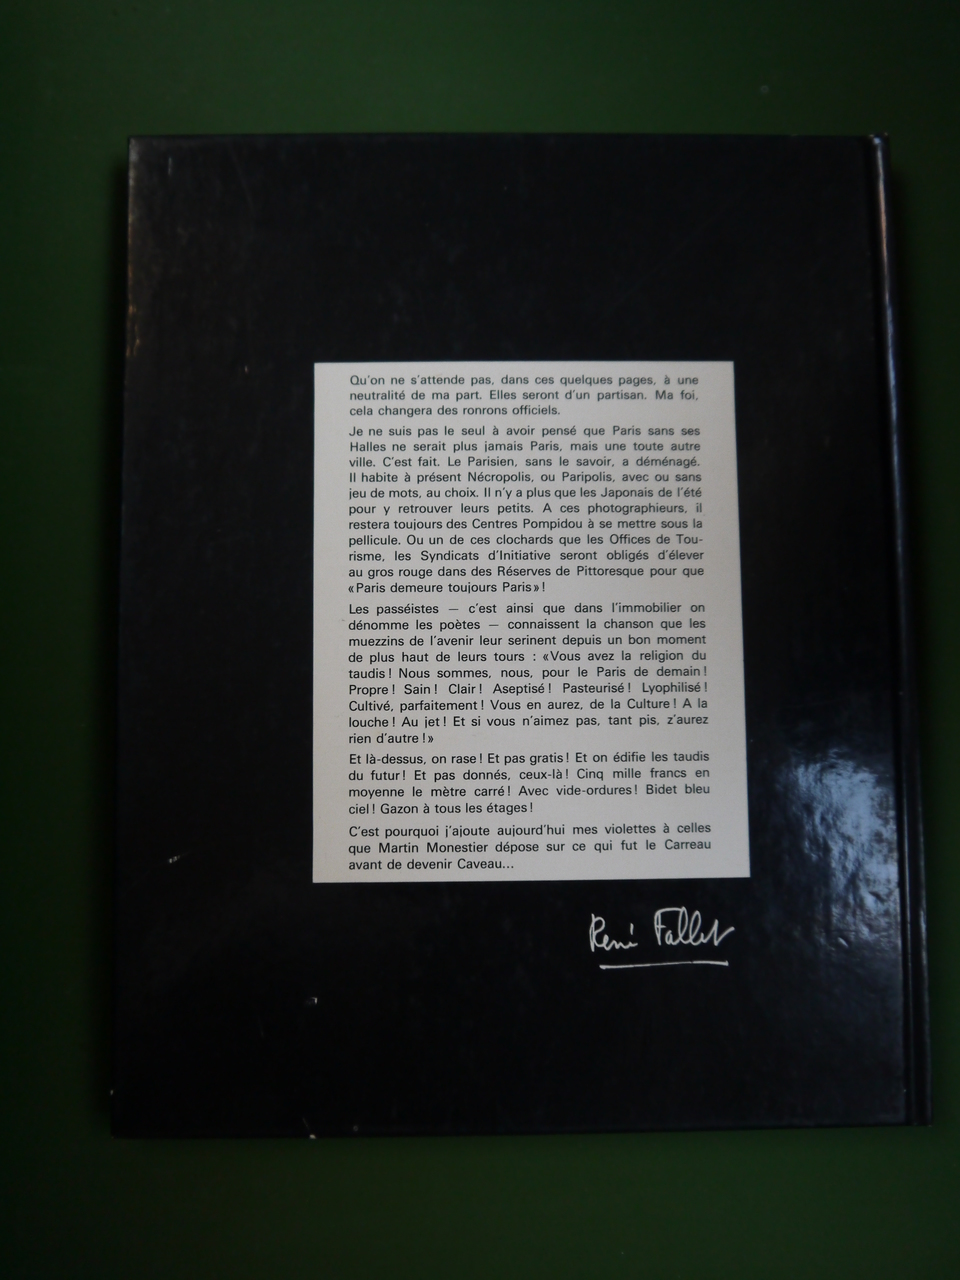 Qu'on ne s'attende pas, dans ces quelques pages, à une
neutralité de ma part. Elles seront d'un partisan. Ma foi,
cela changera des ronrons officiels.
Je ne suis pas le seul à avoir pensé que Paris sans ses
Halles ne serait plus jamais Paris, mais une toute autre
ville. C'est fait. Le Parisien, sans le savoir, a déménagé.
Il habite à présent Nécropolis, ou Paripolis, avec ou sans
jeu de mots, au choix. Il n'y a plus que les Japonais de l'été
pour y retrouver leurs petits. A ces photographieurs, il
restera toujours des Centres Pompidou à se mettre sous la
pellicule. Ou un de ces clochards que les Offices de Tou-
risme, les Syndicats d'Initiative seront obligés d'élever
au gros rouge dans des Réserves de Pittoresque pour que
«Paris demeure toujours Paris»!
Les passéistes — c'est ainsi que dans l'immobilier on
dénomme les poètes — connaissent la chanson que les
muezzins de l'avenir leur serinent depuis un bon moment
de plus haut de leurs tours : «Vous avez la religion du
taudis! Nous sommes, nous, pour le Paris de demain!
Propre! Sain! Clair! Aseptisé! Pasteurisé! Lyophilisé!
Cultivé, parfaitement! Vous en aurez, de la Culture! A la
louche! Au jet! Et si vous n'aimez pas, tant pis, z'aurez
rien d'autre!»
Et là-dessus, on rase! Et pas gratis! Et on édifie les taudis
du futur! Et pas donnés, ceux-là! Cinq mille francs en
moyenne le mètre carré! Avec vide-ordures! Bidet bleu
ciel! Gazon à tous les étages!
C'est pourquoi j'ajoute aujourd'hui mes violettes à celles
que Martin Monestier dépose sur ce qui fut le Carreau
avant de devenir Caveau...
René Fallet